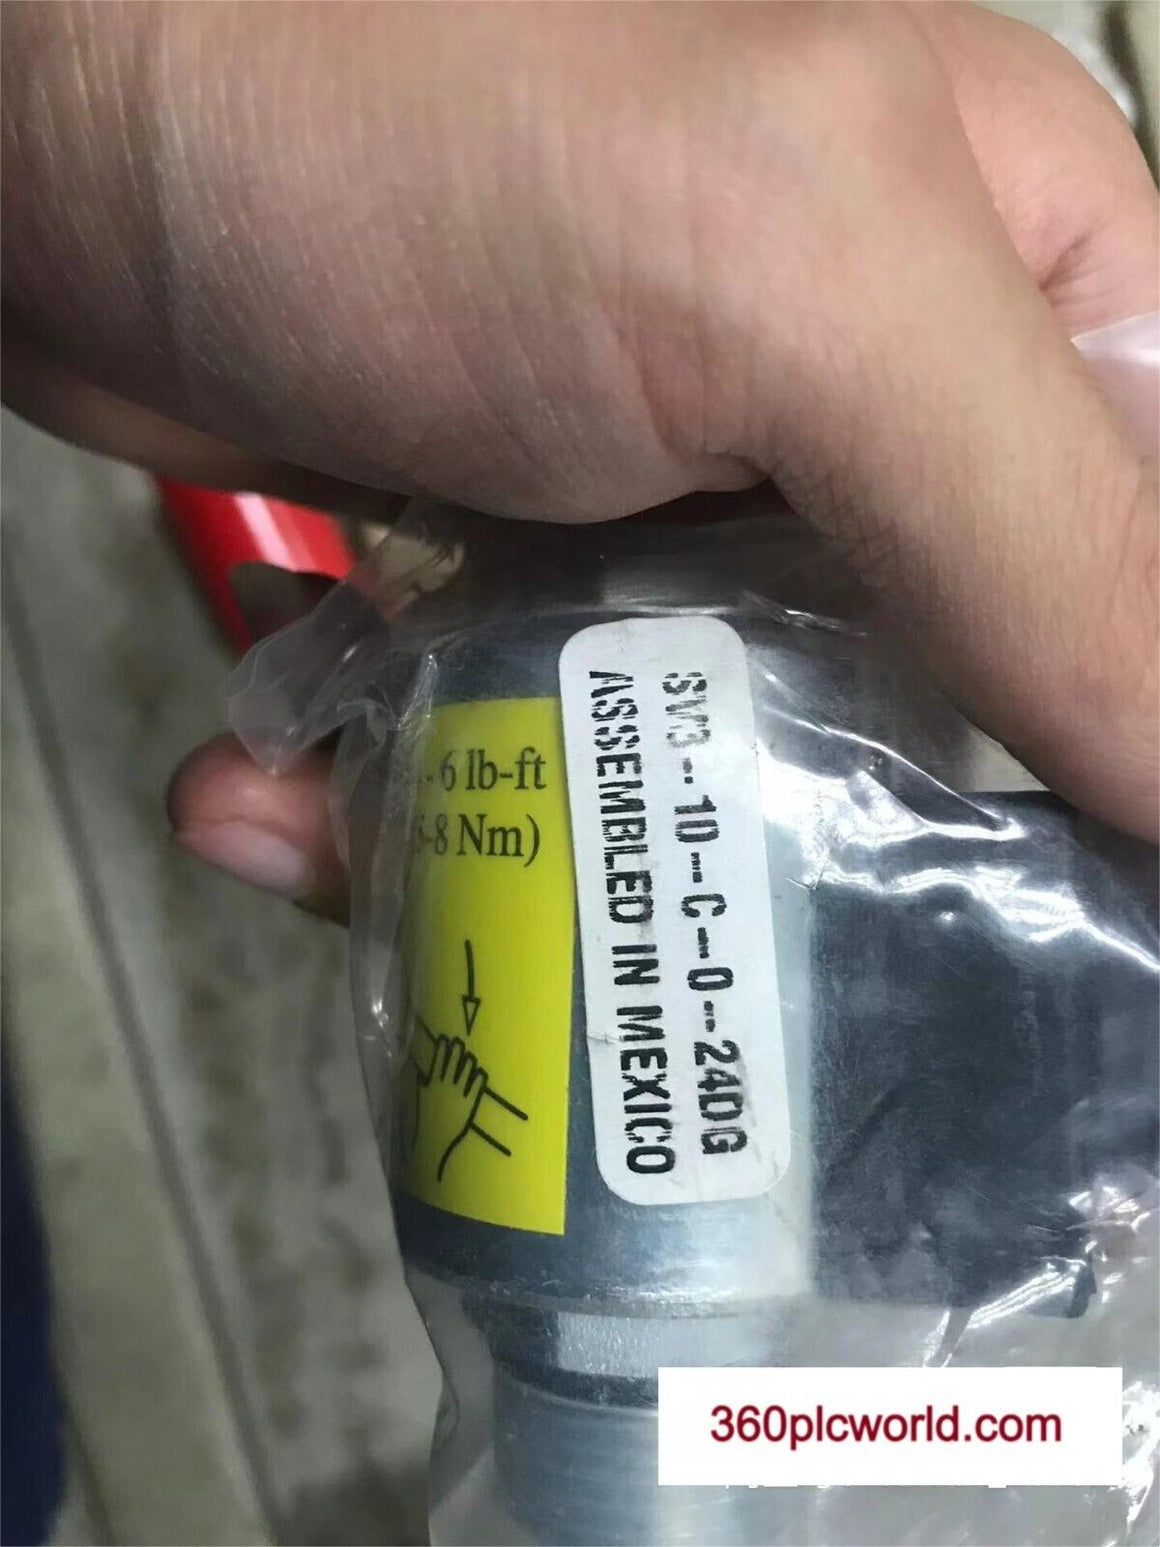 - 6 lb-ft
-8 Nm)
SV3--10--C--0--24DG
ASSEMBLED IN MEXICO
360plcworld.com